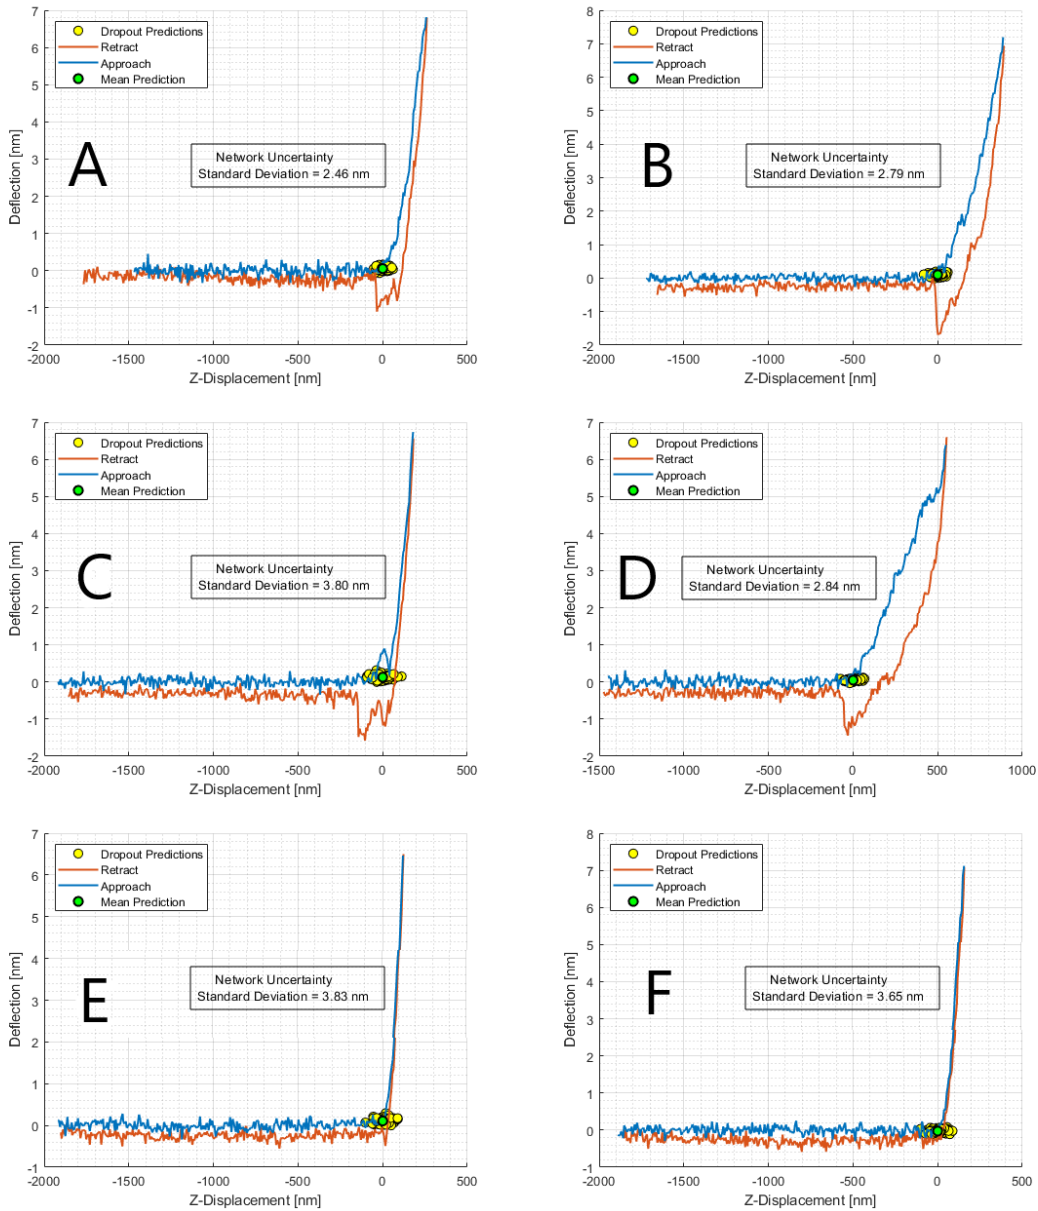 Dropout Predictions
Retract
Approach
Mean Prediction
Network Uncertainty
Standard Deviation = 2.46 nm
A
7
6
5
4
3
2
1
0
-1
-2
Deflection [nm]
-2000 -1500 -1000 -500 0 500
Z-Displacement [nm]
Dropout Predictions
Retract
Approach
Mean Prediction
Network Uncertainty
Standard Deviation = 2.79 nm
B
8
7
6
5
4
3
2
1
0
-1
-2
Deflection [nm]
-2000 -1500 -1000 -500 0 500
Z-Displacement [nm]
Dropout Predictions
Retract
Approach
Mean Prediction
Network Uncertainty
Standard Deviation = 3.80 nm
C
7
6
5
4
3
2
1
0
-1
-2
Deflection [nm]
-2000 -1500 -1000 -500 0 500
Z-Displacement [nm]
Dropout Predictions
Retract
Approach
Mean Prediction
Network Uncertainty
Standard Deviation = 2.84 nm
D
7
6
5
4
3
2
1
0
-1
-2
Deflection [nm]
-1500 -1000 -500 0 500 1000
Z-Displacement [nm]
Dropout Predictions
Retract
Approach
Mean Prediction
Network Uncertainty
Standard Deviation = 3.83 nm
E
7
6
5
4
3
2
1
0
-1
Deflection [nm]
-2000 -1500 -1000 -500 0 500
Z-Displacement [nm]
Dropout Predictions
Retract
Approach
Mean Prediction
Network Uncertainty
Standard Deviation = 3.65 nm
F
8
7
6
5
4
3
2
1
0
-1
Deflection [nm]
-2000 -1500 -1000 -500 0 500
Z-Displacement [nm]